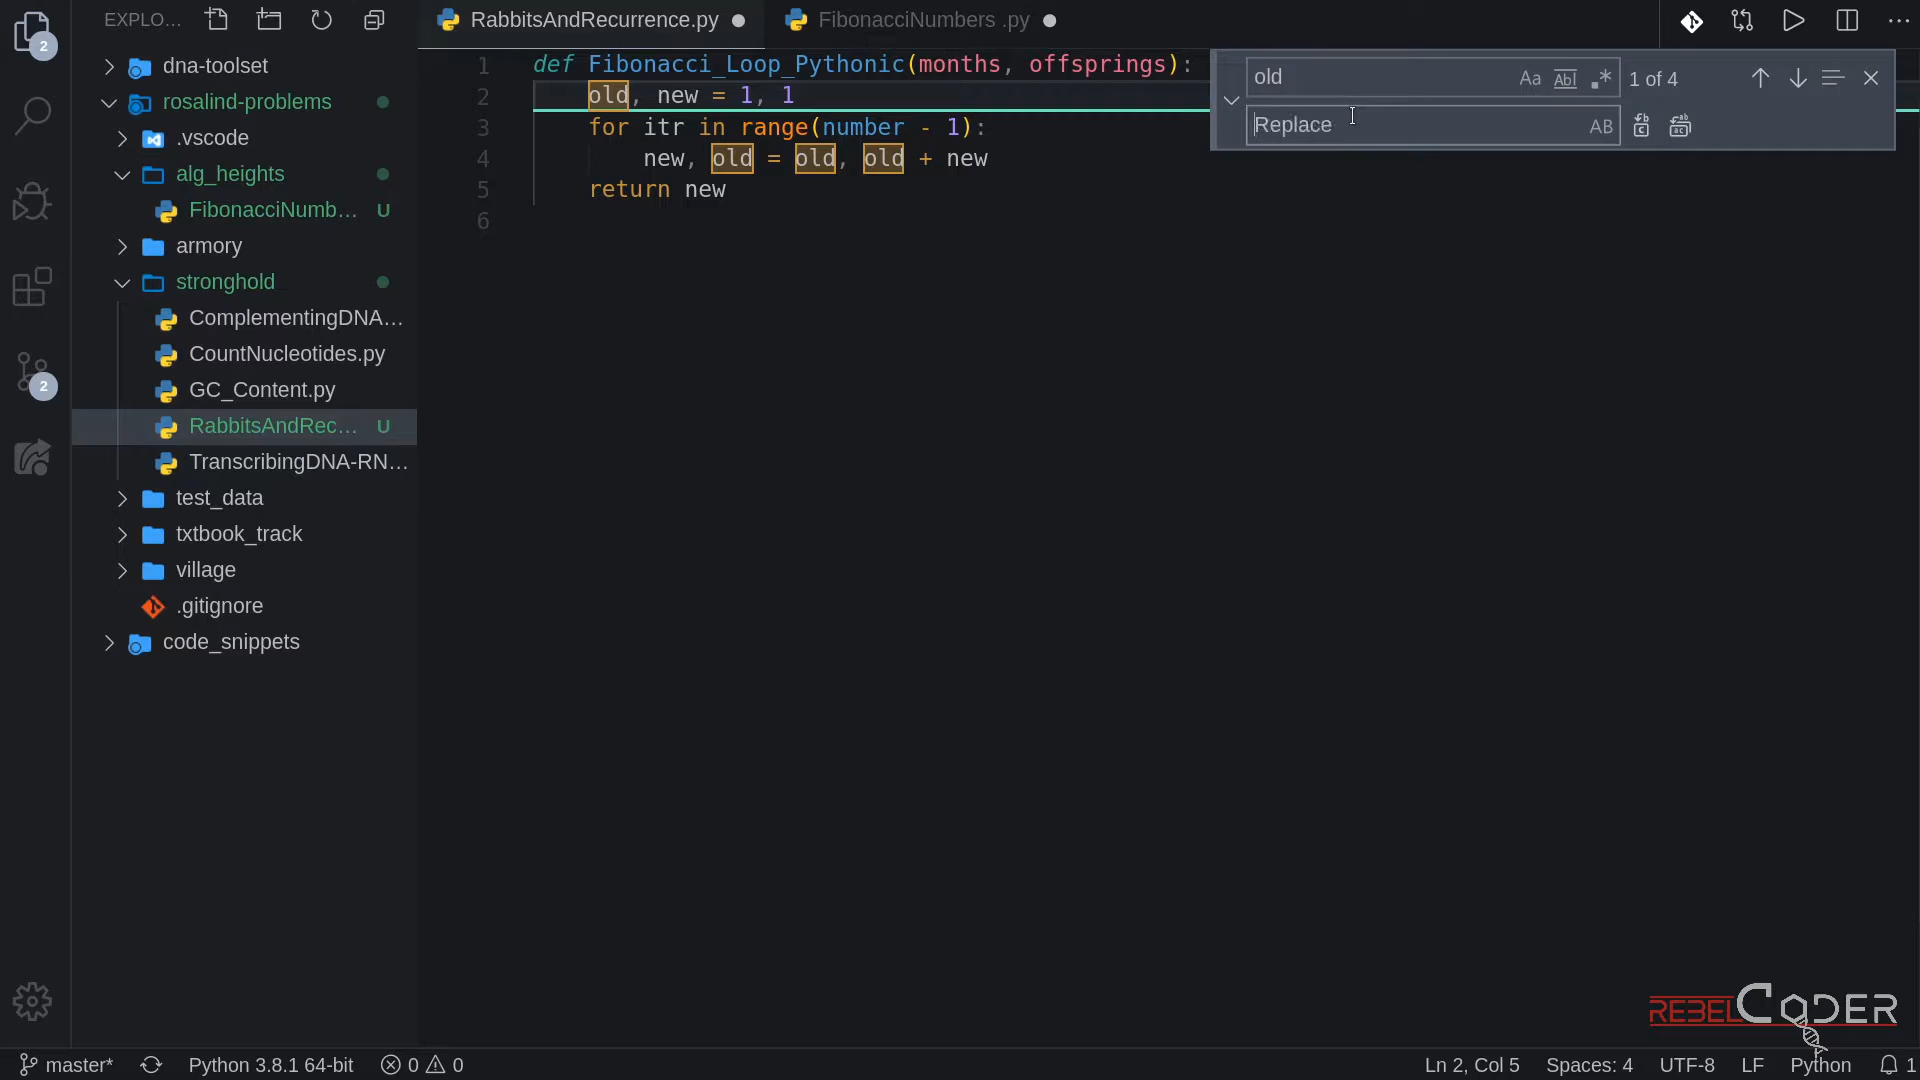 EXPLO...
RabbitsAndRecurrence.py
FibonacciNumbers .py
2
dna-toolset
rosalind-problems
.vscode
alg_heights
FibonacciNumb... U
armory
stronghold
ComplementingDNA...
CountNucleotides.py
GC_Content.py
RabbitsAndRec... U
TranscribingDNA-RN...
test_data
txtbook_track
village
.gitignore
code_snippets
2
1 def Fibonacci_Loop_Pythonic(months, offsprings):
2 old, new = 1, 1
3 for itr in range(number - 1):
4 new, old = old, old + new
5 return new
6
old Aa Abl .* 1 of 4
Replace AB
REBELCODER
master* Python 3.8.1 64-bit 0 0 Ln 2, Col 5 Spaces: 4 UTF-8 LF Python 1